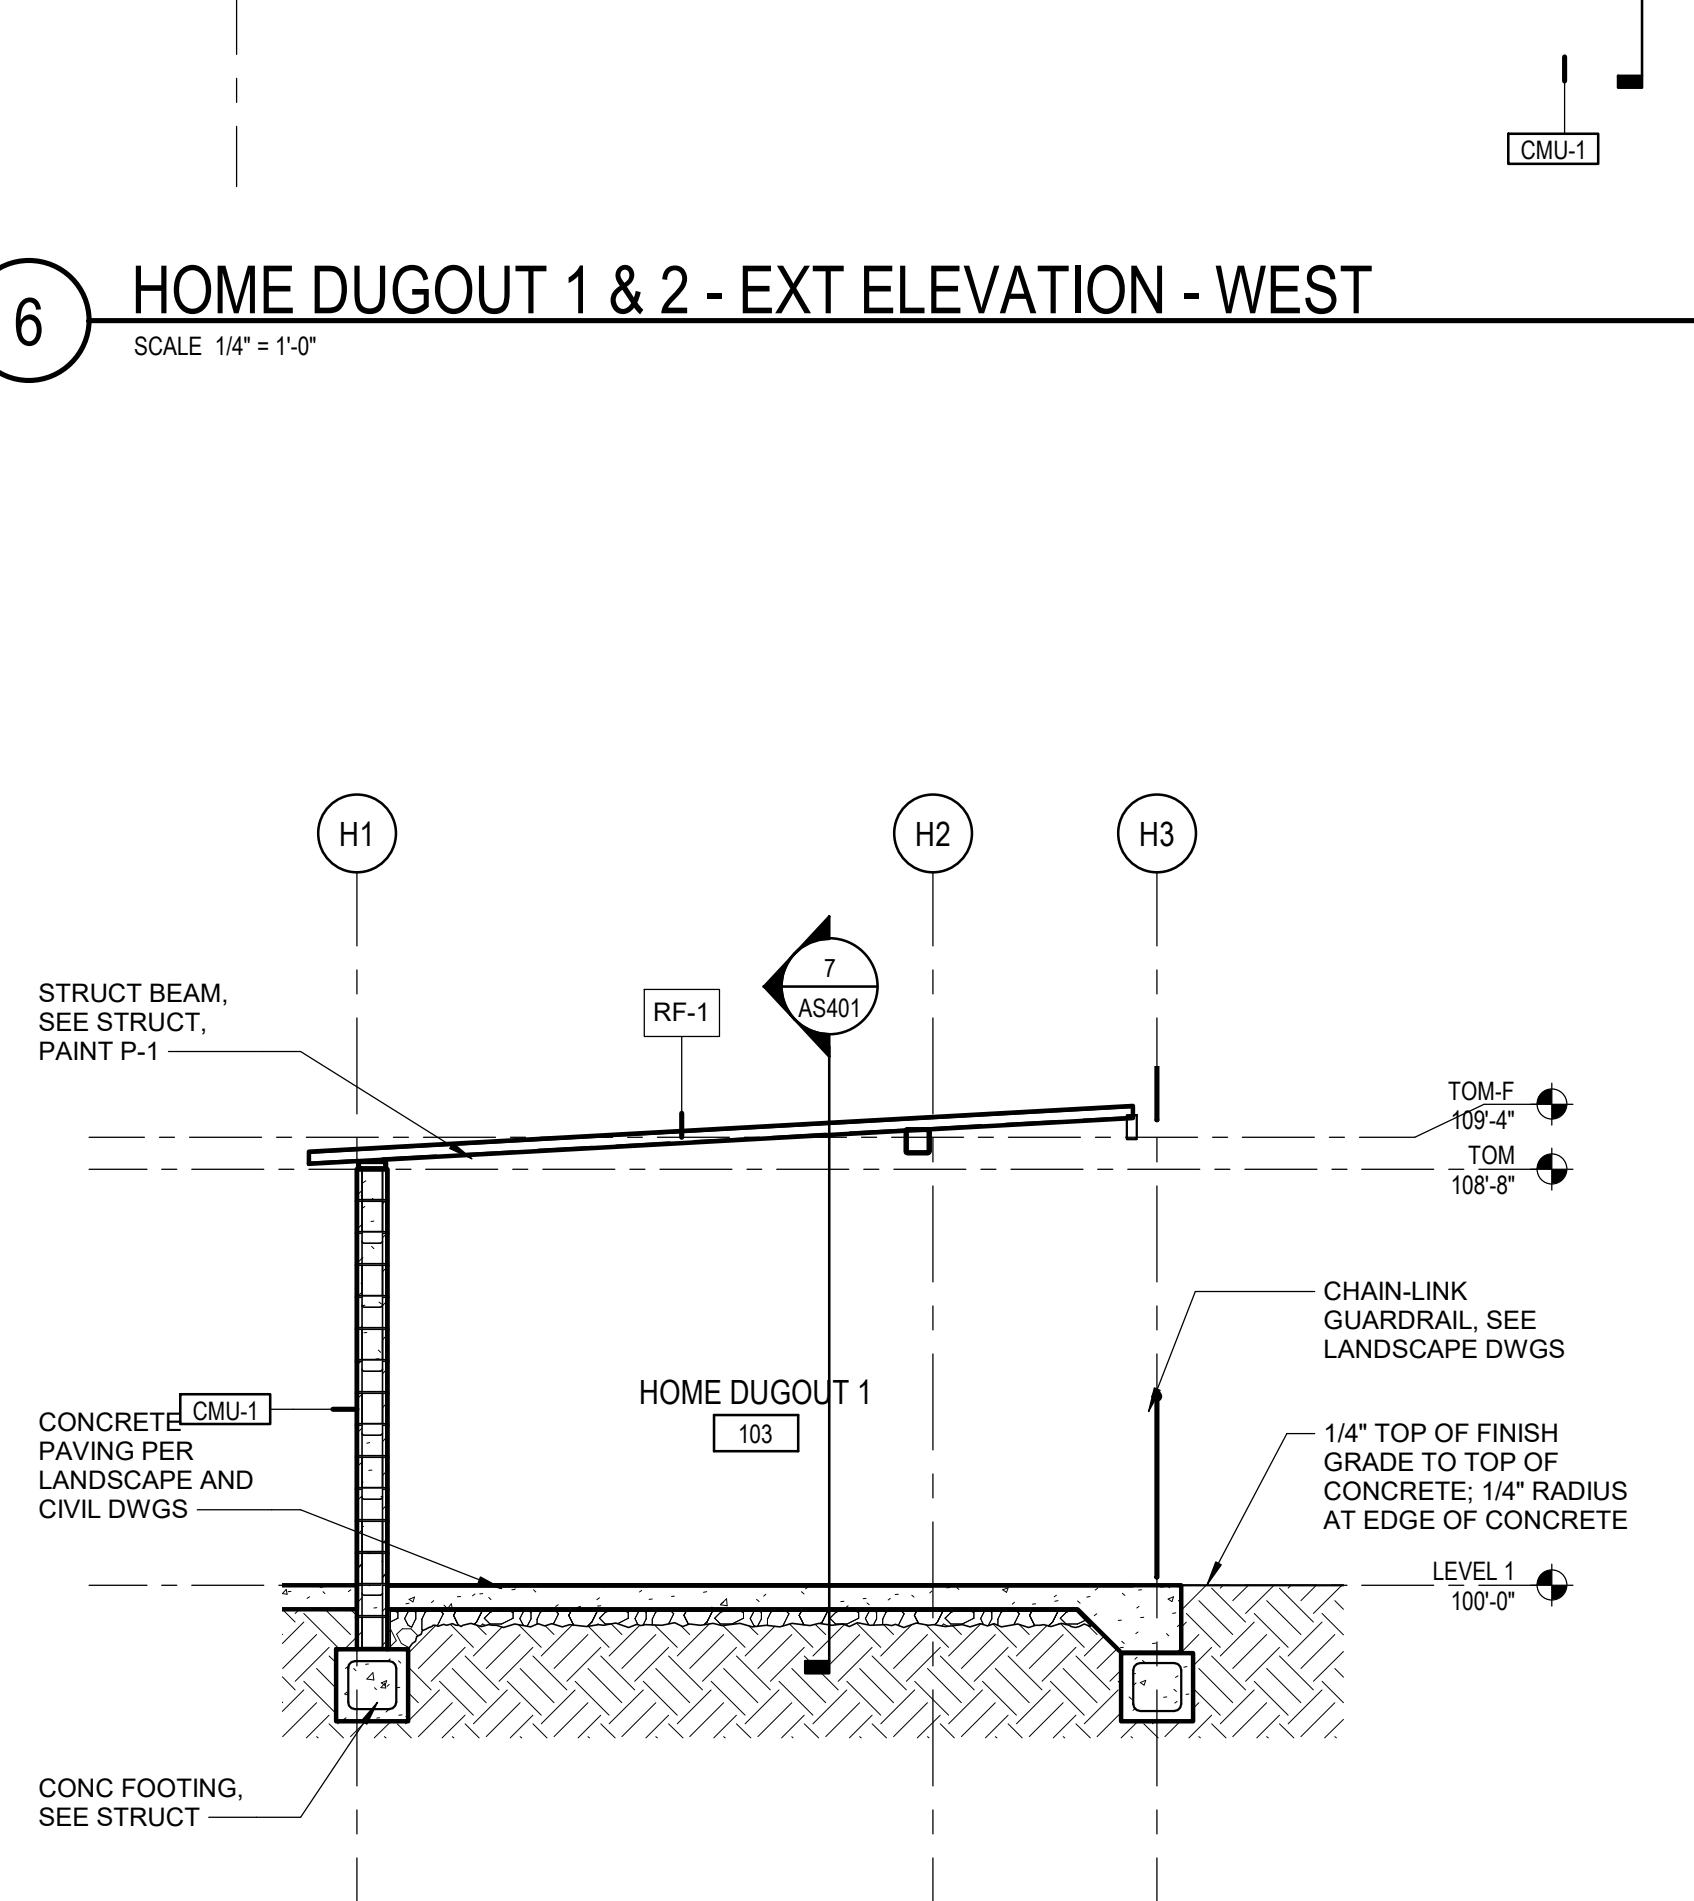 CMU-1
6
HOME DUGOUT 1 & 2 - EXT ELEVATION - WEST
SCALE 1/4" = 1'-0"
H1
H2
H3
7
AS401
STRUCT BEAM,
SEE STRUCT,
PAINT P-1
RF-1
TOM-F
109'-4"
TOM
108'-8"
CHAIN-LINK
GUARDRAIL, SEE
LANDSCAPE DWGS
HOME DUGOUT 1
103
CMU-1
CONCRETE
PAVING PER
LANDSCAPE AND
CIVIL DWGS
1/4" TOP OF FINISH
GRADE TO TOP OF
CONCRETE; 1/4" RADIUS
AT EDGE OF CONCRETE
LEVEL 1
100'-0"
CONC FOOTING,
SEE STRUCT